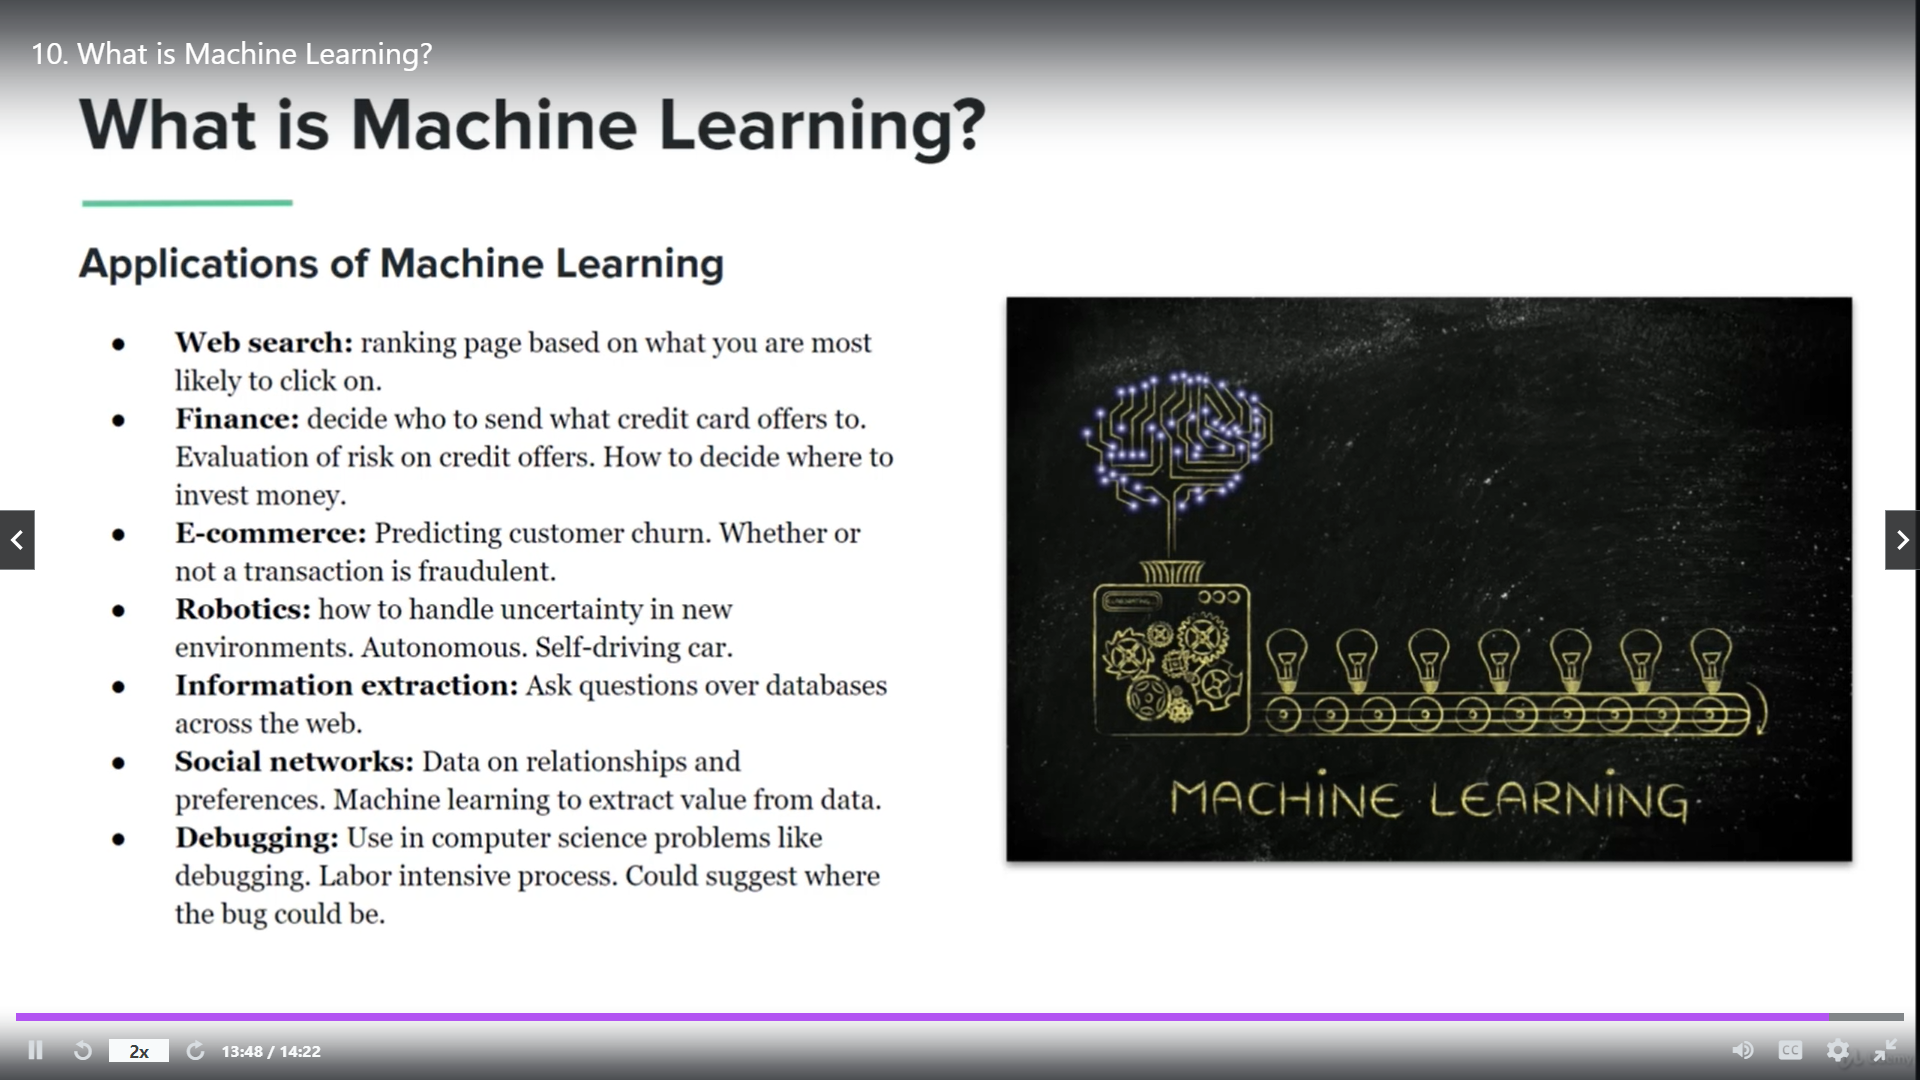 10. What is Machine Learning?
What is Machine Learning?
Applications of Machine Learning
● Web search: ranking page based on what you are most
likely to click on.
● Finance: decide who to send what credit card offers to.
Evaluation of risk on credit offers. How to decide where to
invest money.
● E-commerce: Predicting customer churn. Whether or
not a transaction is fraudulent.
● Robotics: how to handle uncertainty in new
environments. Autonomous. Self-driving car.
● Information extraction: Ask questions over databases
across the web.
● Social networks: Data on relationships and
preferences. Machine learning to extract value from data.
● Debugging: Use in computer science problems like
debugging. Labor intensive process. Could suggest where
the bug could be.
MACHINE LEARNING
2x
13:48 / 14:22
CC